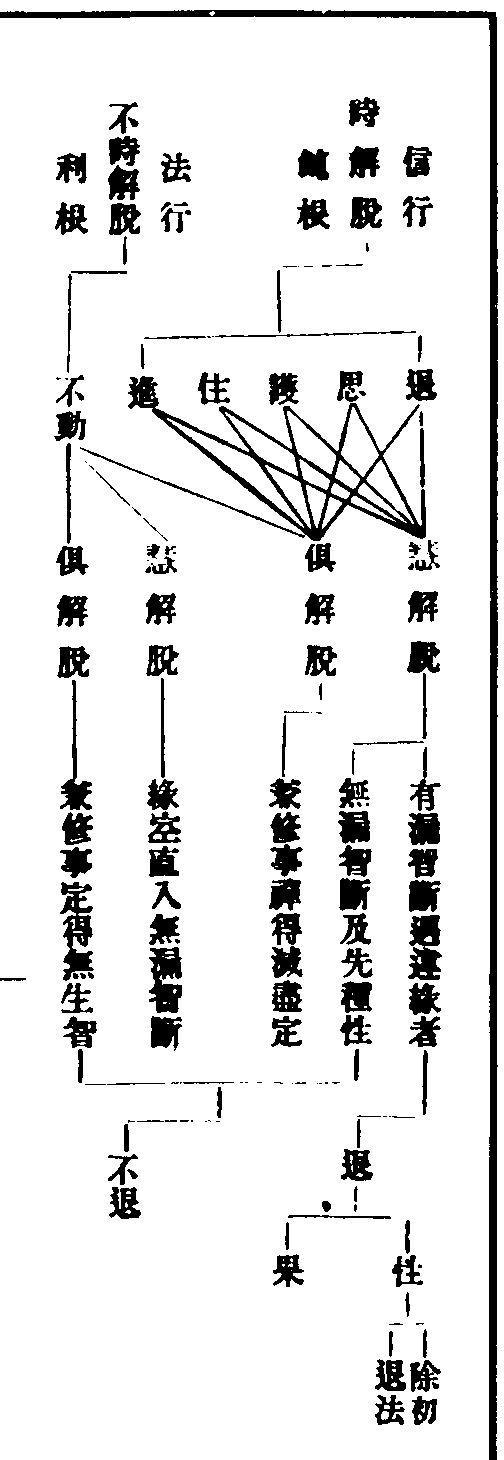 信行
時解脫
鈍根
法行
不時解脫
利根
退
思
護
住
進
不動
慧解脫
俱解脫
慧解脫
俱解脫
有漏智斷遇違緣者
無漏智斷及先種性
兼修事禪得滅盡定
緣空直入無漏智斷
兼修事定得無生智
退
不退
性
果
除初
退法